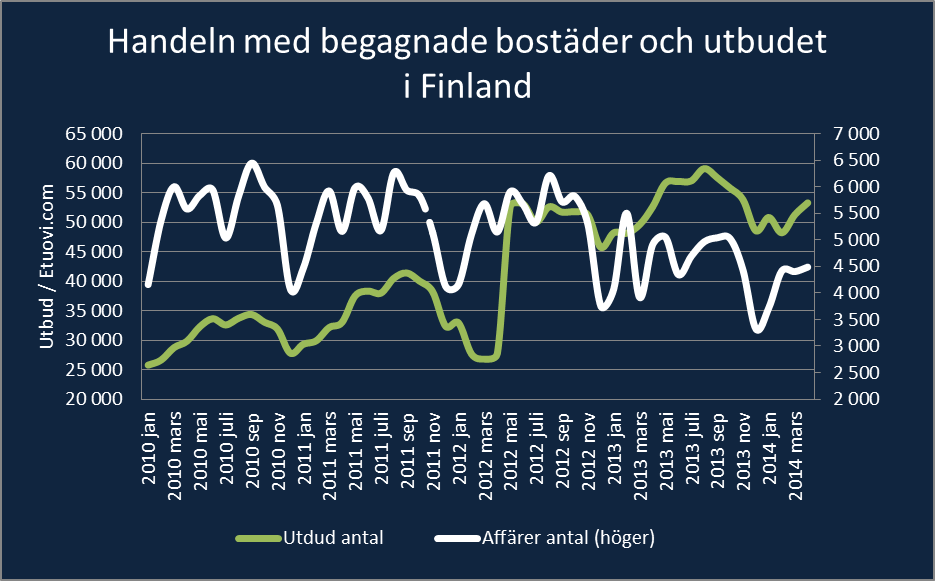 Handeln med begagnade bostäder och utbudet
i Finland
Utbud / Etuovi.com
65 000
60 000
55 000
50 000
45 000
40 000
35 000
30 000
25 000
20 000
7 000
6 500
6 000
5 500
5 000
4 500
4 000
3 500
3 000
2 500
2 000
2010 jan
2010 mars
2010 maj
2010 juli
2010 sep
2010 nov
2011 jan
2011 mars
2011 maj
2011 juli
2011 sep
2011 nov
2012 jan
2012 mars
2012 maj
2012 juli
2012 sep
2012 nov
2013 jan
2013 mars
2013 maj
2013 juli
2013 sep
2013 nov
2014 jan
2014 mars
Utdud antal
Affärer antal (höger)